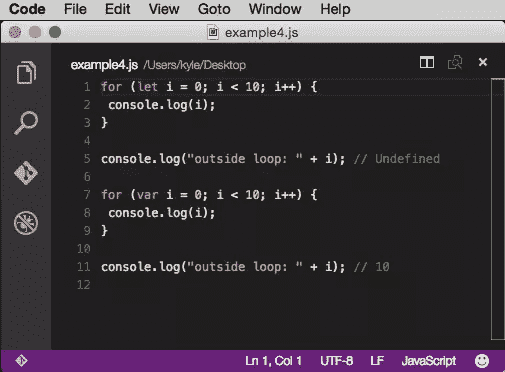 Code File Edit View Goto Window Help
example4.js
example4.js /Users/kyle/Desktop
1 for (let i = 0; i < 10; i++) {
2 console.log(i);
3 }
4
5 console.log("outside loop: " + i); // Undefined
6
7 for (var i = 0; i < 10; i++) {
8 console.log(i);
9 }
10
11 console.log("outside loop: " + i); // 10
12
Ln 1, Col 1 UTF-8 LF JavaScript